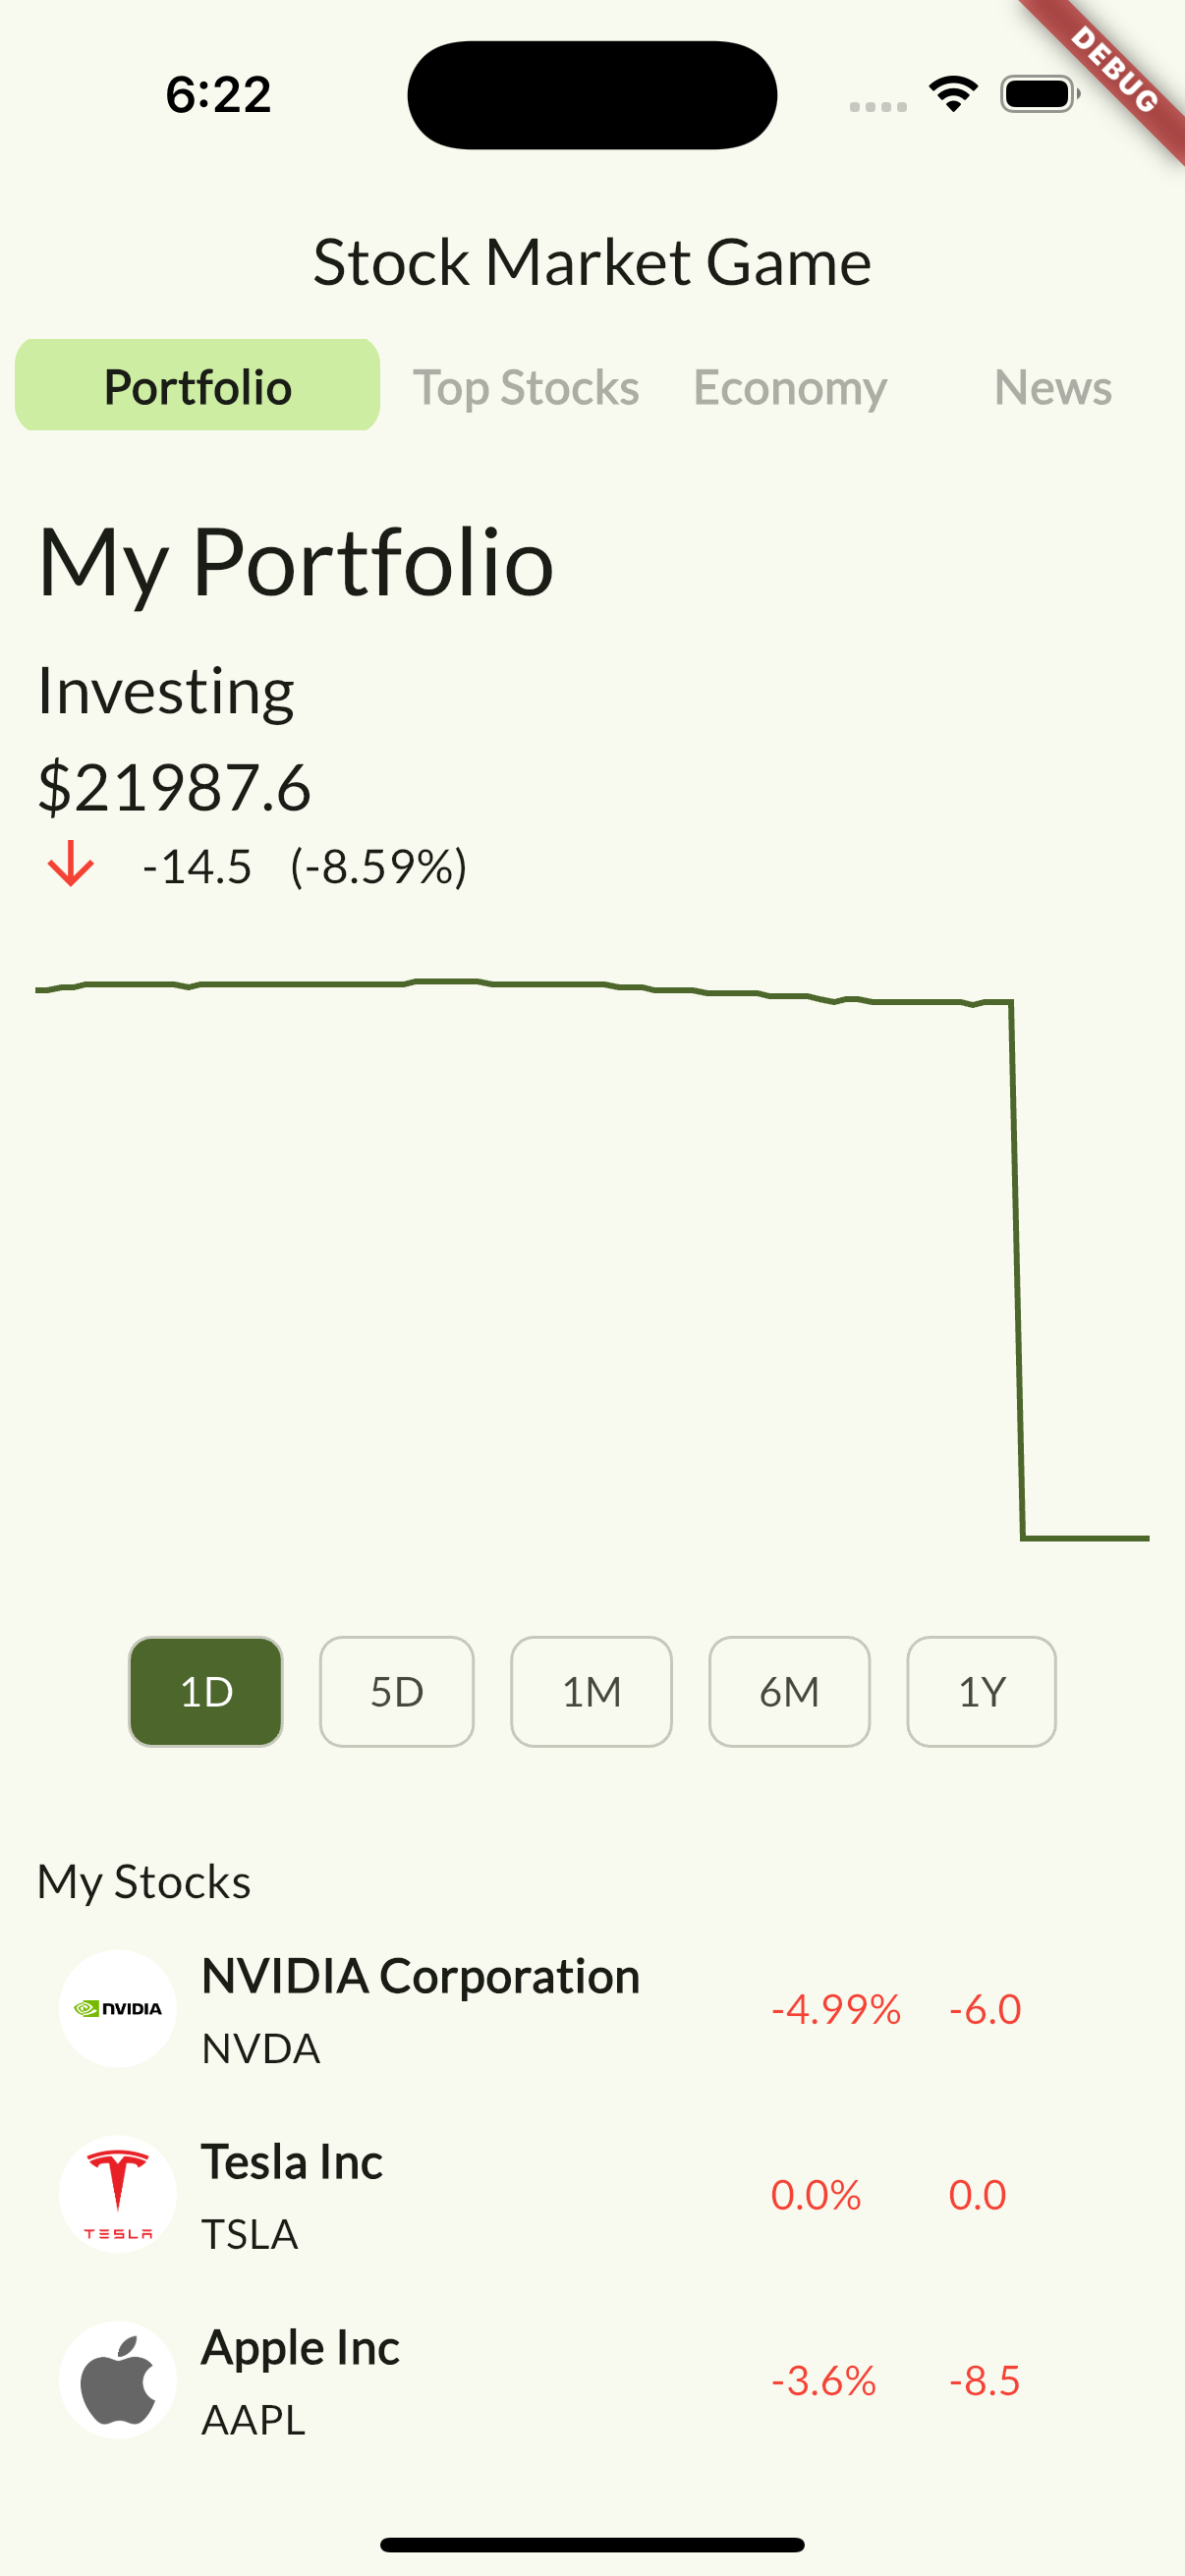 6:22
DEBUG
Stock Market Game
Portfolio Top Stocks Economy News
My Portfolio
Investing
$21987.6
-14.5 (-8.59%)
1D 5D 1M 6M 1Y
My Stocks
NVIDIA
NVIDIA Corporation
NVDA
-4.99% -6.0
TESLA
Tesla Inc
TSLA
0.0% 0.0
Apple Inc
AAPL
-3.6% -8.5